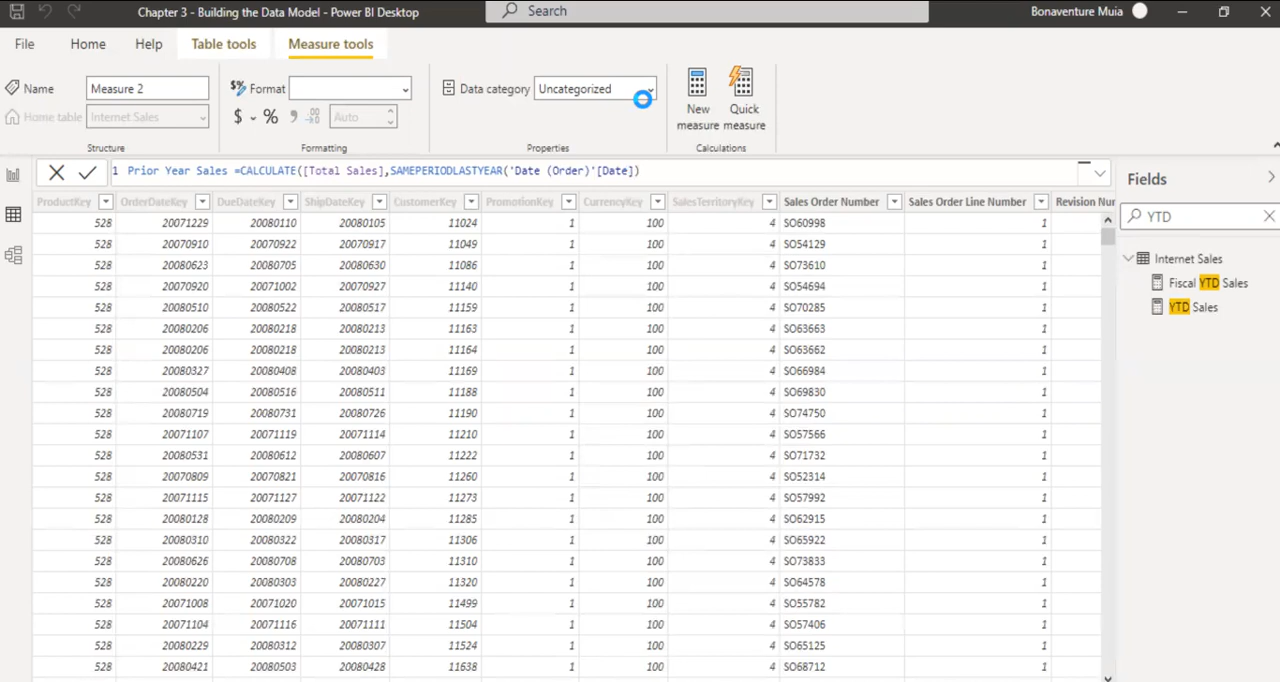 Chapter 3 - Building the Data Model - Power BI Desktop
Search
Bonaventure Muia
File
Home
Help
Table tools
Measure tools
Name
Measure 2
Format
Data category
Uncategorized
New measure
Quick measure
Home table
Internet Sales
$
%
,
Auto
Structure
Formatting
Properties
Calculations
1 Prior Year Sales =CALCULATE([Total Sales],SAMEPERIODLASTYEAR('Date (Order)'[Date])
Fields
YTD
Internet Sales
Fiscal YTD Sales
YTD Sales
ProductKey OrderDateKey DueDateKey ShipDateKey CustomerKey PromotionKey CurrencyKey SalesTerritoryKey Sales Order Number Sales Order Line Number Revision Num
528 20071229 20080110 20080105 11024 1 100 4 SO60998 1
528 20070910 20070922 20070917 11049 1 100 4 SO54129 1
528 20080623 20080705 20080630 11086 1 100 4 SO73610 1
528 20070920 20071002 20070927 11140 1 100 4 SO54694 1
528 20080510 20080522 20080517 11159 1 100 4 SO70285 1
528 20080206 20080218 20080213 11163 1 100 4 SO63663 1
528 20080206 20080218 20080213 11164 1 100 4 SO63662 1
528 20080327 20080408 20080403 11169 1 100 4 SO66984 1
528 20080504 20080516 20080511 11188 1 100 4 SO69830 1
528 20080719 20080731 20080726 11190 1 100 4 SO74750 1
528 20071107 20071119 20071114 11210 1 100 4 SO57566 1
528 20080531 20080612 20080607 11222 1 100 4 SO71732 1
528 20070809 20070821 20070816 11260 1 100 4 SO52314 1
528 20071115 20071127 20071122 11273 1 100 4 SO57992 1
528 20080128 20080209 20080204 11285 1 100 4 SO62915 1
528 20080310 20080322 20080317 11306 1 100 4 SO65922 1
528 20080626 20080708 20080703 11310 1 100 4 SO73833 1
528 20080220 20080303 20080227 11320 1 100 4 SO64578 1
528 20071008 20071020 20071015 11499 1 100 4 SO55782 1
528 20071104 20071116 20071111 11504 1 100 4 SO57406 1
528 20080229 20080312 20080307 11524 1 100 4 SO65125 1
528 20080421 20080503 20080428 11638 1 100 4 SO68712 1